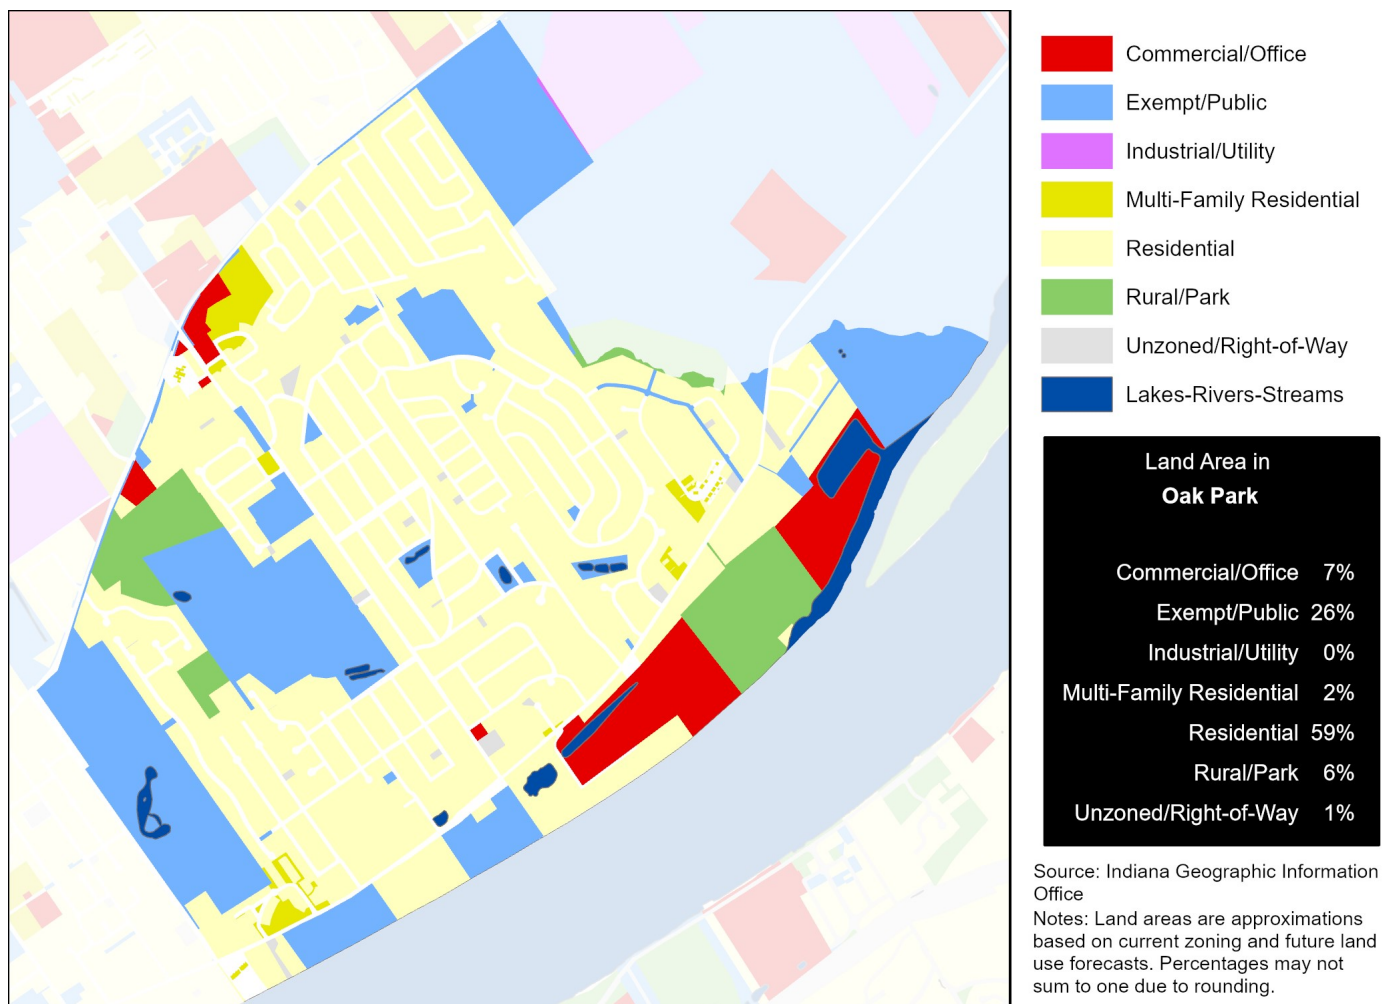 Commercial/Office
Exempt/Public
Industrial/Utility
Multi-Family Residential
Residential
Rural/Park
Unzoned/Right-of-Way
Lakes-Rivers-Streams
Land Area in
Oak Park
Commercial/Office 7%
Exempt/Public 26%
Industrial/Utility 0%
Multi-Family Residential 2%
Residential 59%
Rural/Park 6%
Unzoned/Right-of-Way 1%
Source: Indiana Geographic Information
Office
Notes: Land areas are approximations
based on current zoning and future land
use forecasts. Percentages may not
sum to one due to rounding.